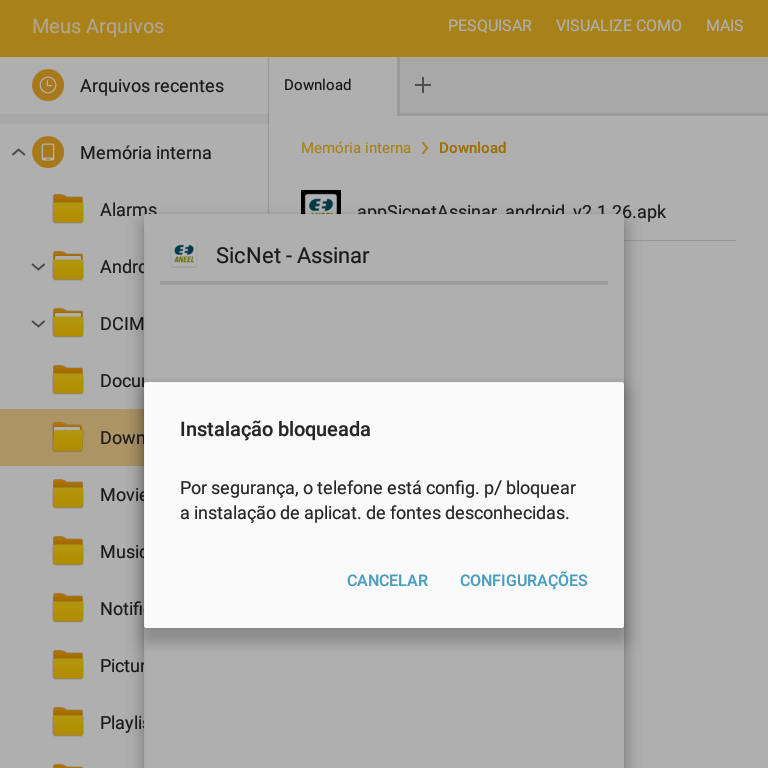 Meus Arquivos
PESQUISAR
VISUALIZE COMO
MAIS
Arquivos recentes
Download
Memória interna
Memória interna
Download
Alarms
appSicnetAssinar_android_v2.1.26.apk
ANEEL
SicNet - Assinar
Andro
DCIM
Docu
Instalação bloqueada
Down
Por segurança, o telefone está config. p/ bloquear
Movie
a instalação de aplicat. de fontes desconhecidas.
Music
CANCELAR
CONFIGURAÇÕES
Notifi
Pictur
Playlis